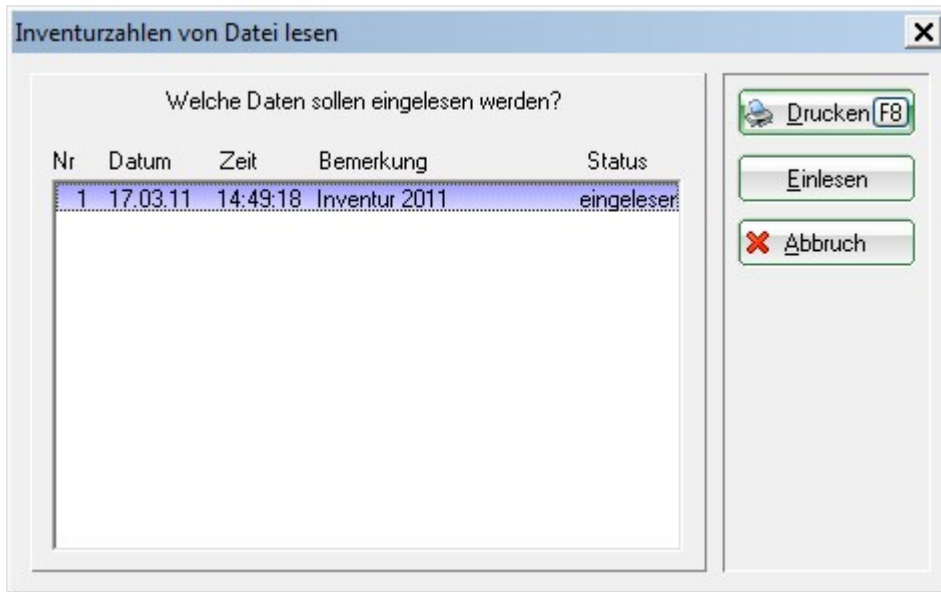 Inventurzahlen von Datei lesen
Welche Daten sollen eingelesen werden?
Nr Datum Zeit Bemerkung Status
1 17.03.11 14:49:18 Inventur 2011 eingelesen
Drucken F8
Einlesen
Abbruch